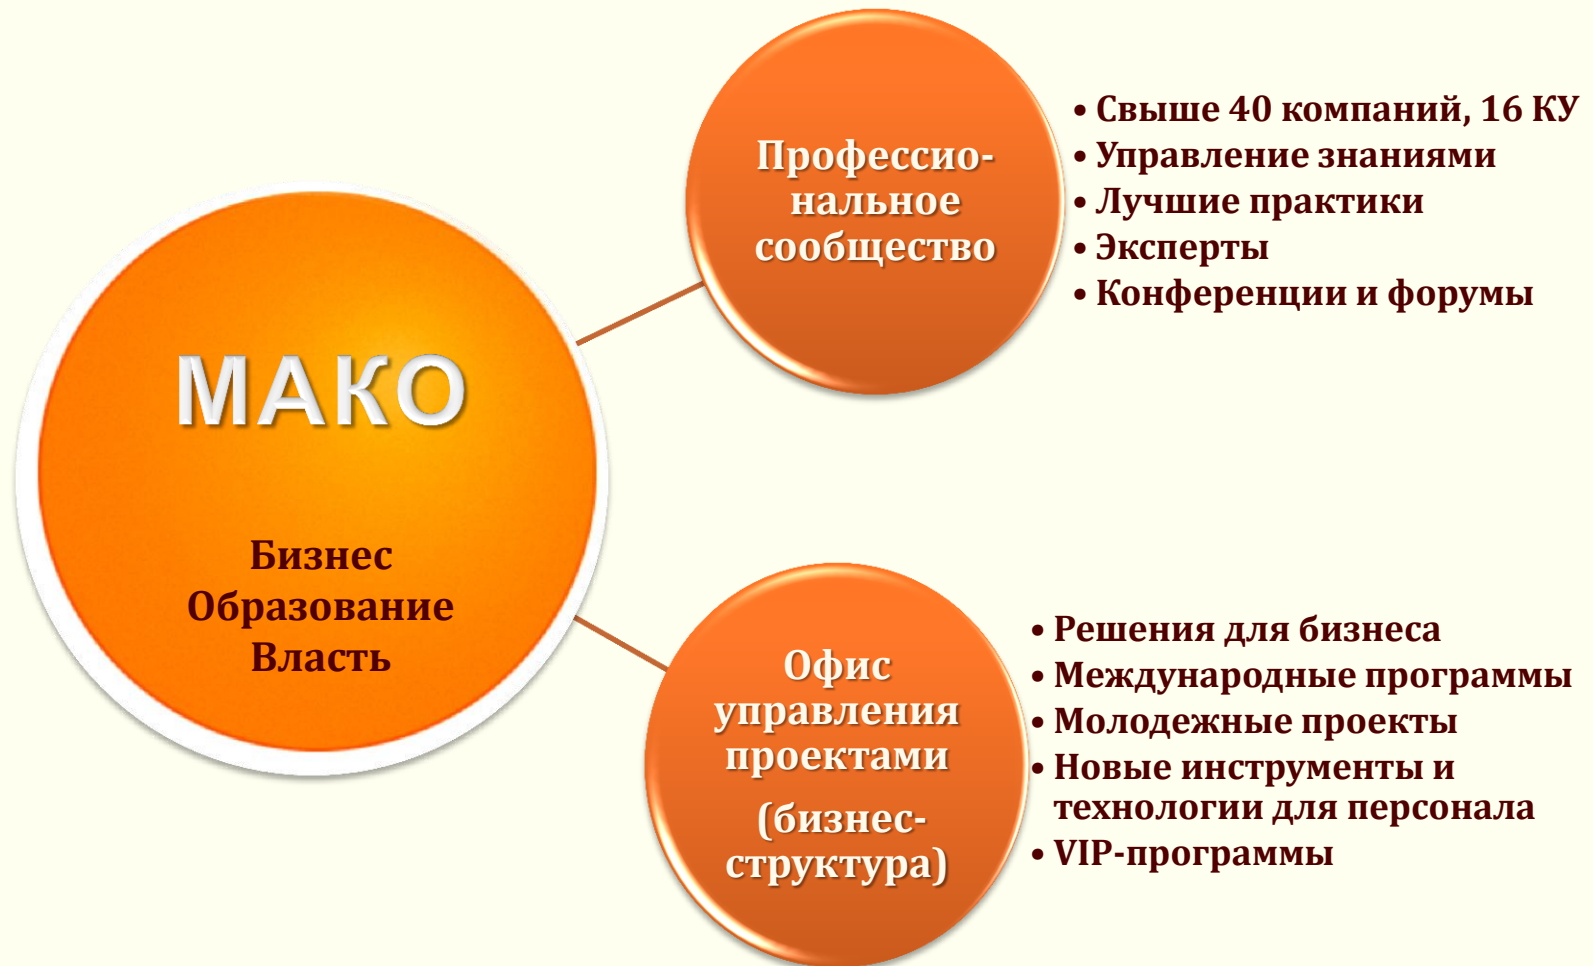 МАКО
Бизнес
Образование
Власть
Профессио-
нальное
сообщество
• Свыше 40 компаний, 16 КУ
• Управление знаниями
• Лучшие практики
• Эксперты
• Конференции и форумы
Офис
управления
проектами
(бизнес-
структура)
• Решения для бизнеса
• Международные программы
• Молодежные проекты
• Новые инструменты и
технологии для персонала
• VIP-программы